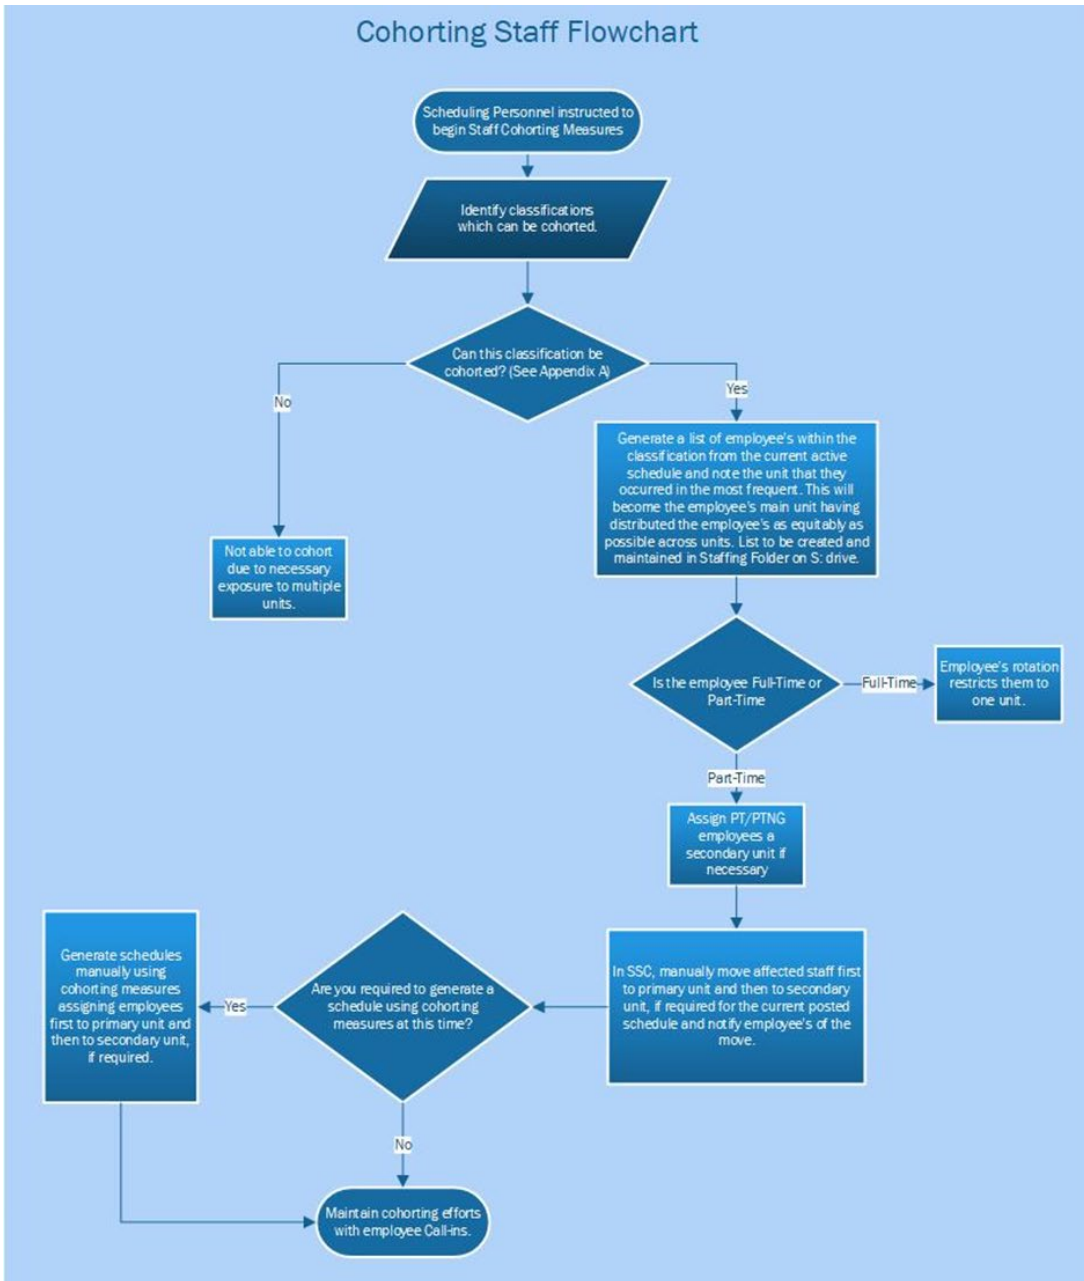 Cohorting Staff Flowchart
Scheduling Personnel instructed to
begin Staff Cohorting Measures
Identify classifications
which can be cohorted.
Can this classification be
cohorted? (See Appendix A)
No
Yes
Not able to cohort
due to necessary
exposure to multiple
units.
Generate a list of employee's within the
classification from the current active
schedule and note the unit that they
occurred in the most frequent. This will
become the employee's main unit having
distributed the employee's as equitably as
possible across units. List to be created and
maintained in Staffing Folder on S: drive.
Is the employee Full-Time or
Part-Time
Full-Time
Employee's rotation
restricts them to
one unit.
Part-Time
Assign PT/PTNG
employees a
secondary unit if
necessary
In SSC, manually move affected staff first
to primary unit and then to secondary
unit, if required for the current posted
schedule and notify employee's of the
move.
Are you required to generate a
schedule using cohorting
measures at this time?
Yes
Generate schedules
manually using
cohorting measures
assigning employees
first to primary unit and
then to secondary unit,
if required.
No
Maintain cohorting efforts
with employee Call-ins.